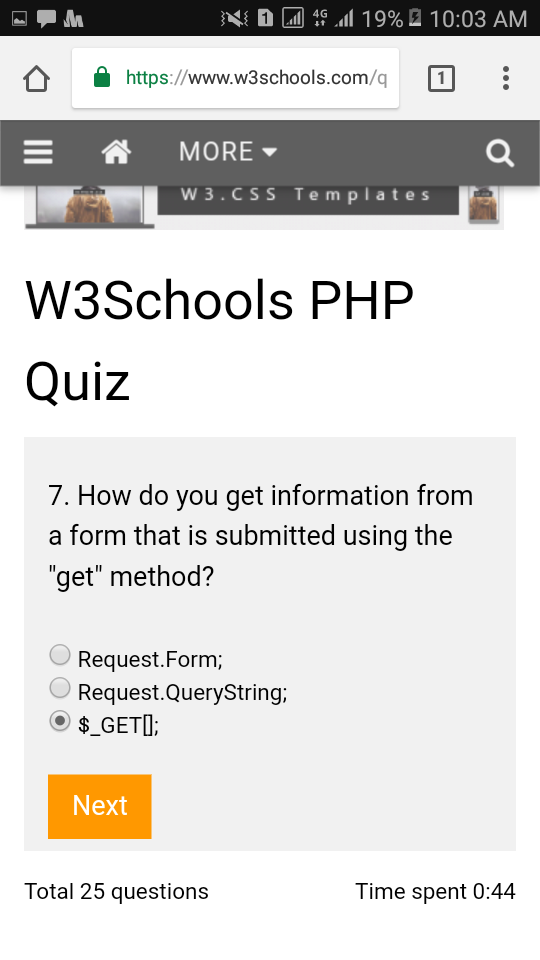 1 4G 19% 10:03 AM
https://www.w3schools.com/q 1
MORE
W3.CSS Templates
W3Schools PHP
Quiz
7. How do you get information from
a form that is submitted using the
"get" method?
Request.Form;
Request.QueryString;
$_GET[];
Next
Total 25 questions Time spent 0:44